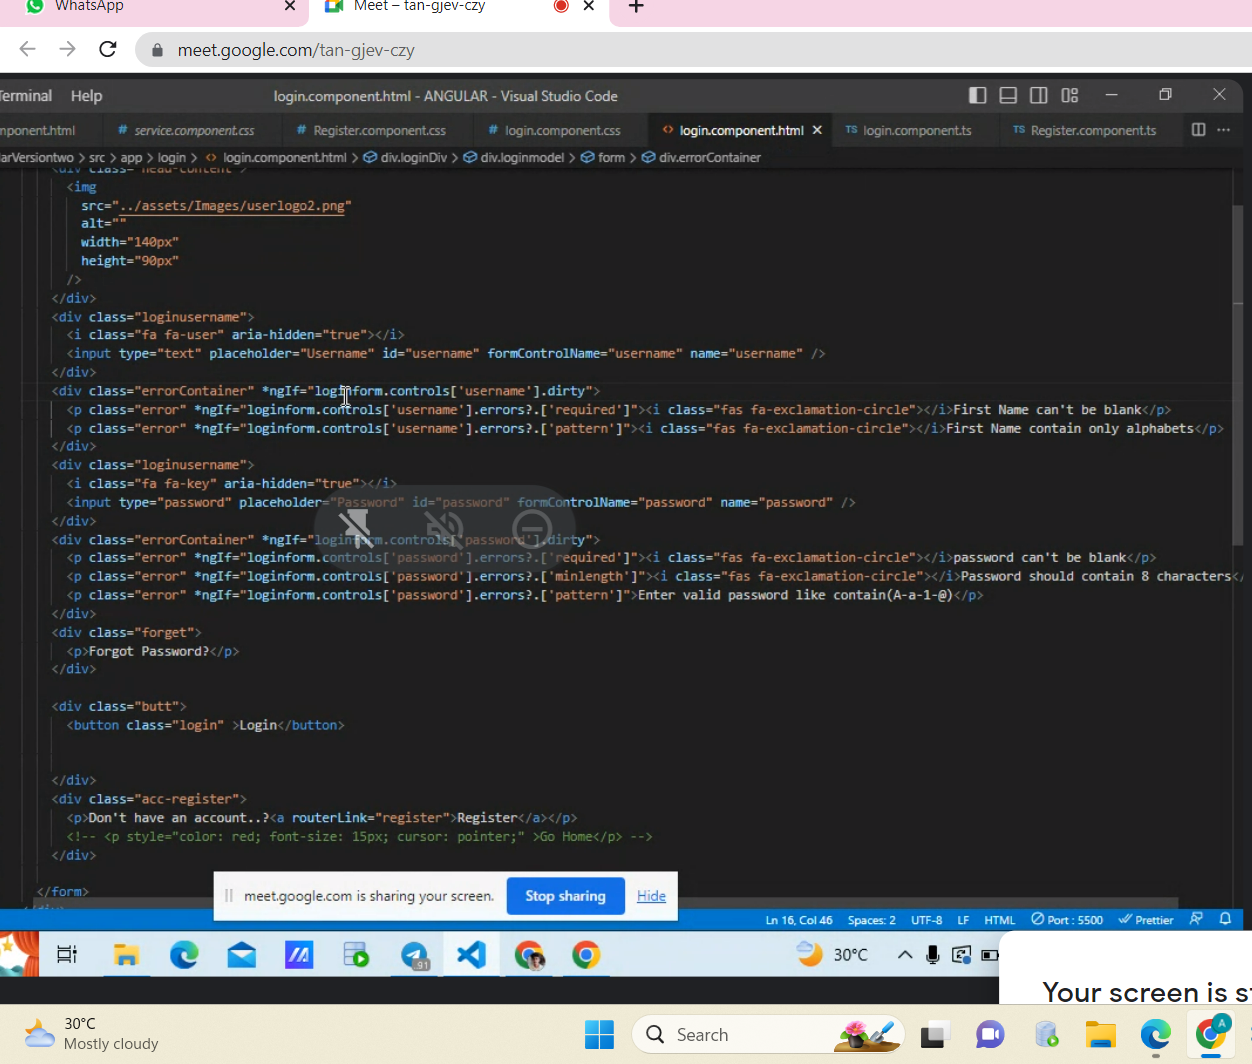 WhatsApp
Meet – tan-gjev-czy
meet.google.com/tan-gjev-czy
Terminal Help login.component.html - ANGULAR - Visual Studio Code
mponent.html # service.component.css # Register.component.css # login.component.css <> login.component.html TS login.component.ts TS Register.component.ts
arVersiontwo > src > app > login > <> login.component.html > div.loginDiv > div.loginmodel > form > div.errorContainer
<div class="head-content">
<img
src="../assets/Images/userlogo2.png"
alt=""
width="140px"
height="90px"
/>
</div>
<div class="loginusername">
<i class="fa fa-user" aria-hidden="true"></i>
<input type="text" placeholder="Username" id="username" formControlName="username" name="username" />
</div>
<div class="errorContainer" *ngIf="loginform.controls['username'].dirty">
<p class="error" *ngIf="loginform.controls['username'].errors?.['required']"><i class="fas fa-exclamation-circle"></i>First Name can't be blank</p>
<p class="error" *ngIf="loginform.controls['username'].errors?.['pattern']"><i class="fas fa-exclamation-circle"></i>First Name contain only alphabets</p>
</div>
<div class="loginusername">
<i class="fa fa-key" aria-hidden="true"></i>
<input type="password" placeholder="Password" id="password" formControlName="password" name="password" />
</div>
<div class="errorContainer" *ngIf="loginform.controls['password'].dirty">
<p class="error" *ngIf="loginform.controls['password'].errors?.['required']"><i class="fas fa-exclamation-circle"></i>password can't be blank</p>
<p class="error" *ngIf="loginform.controls['password'].errors?.['minlength']"><i class="fas fa-exclamation-circle"></i>Password should contain 8 characters</
<p class="error" *ngIf="loginform.controls['password'].errors?.['pattern']">Enter valid password like contain(A-a-1-@)</p>
</div>
<div class="forget">
<p>Forgot Password?</p>
</div>
<div class="butt">
<button class="login" >Login</button>
</div>
<div class="acc-register">
<p>Don't have an account..?<a routerLink="register">Register</a></p>
<!-- <p style="color: red; font-size: 15px; cursor: pointer;" >Go Home</p> -->
</div>
</form>
meet.google.com is sharing your screen. Stop sharing Hide
Ln 16, Col 46 Spaces: 2 UTF-8 LF HTML Port : 5500 Prettier
91
30°C
Your screen is s
30°C
Mostly cloudy
Search
A